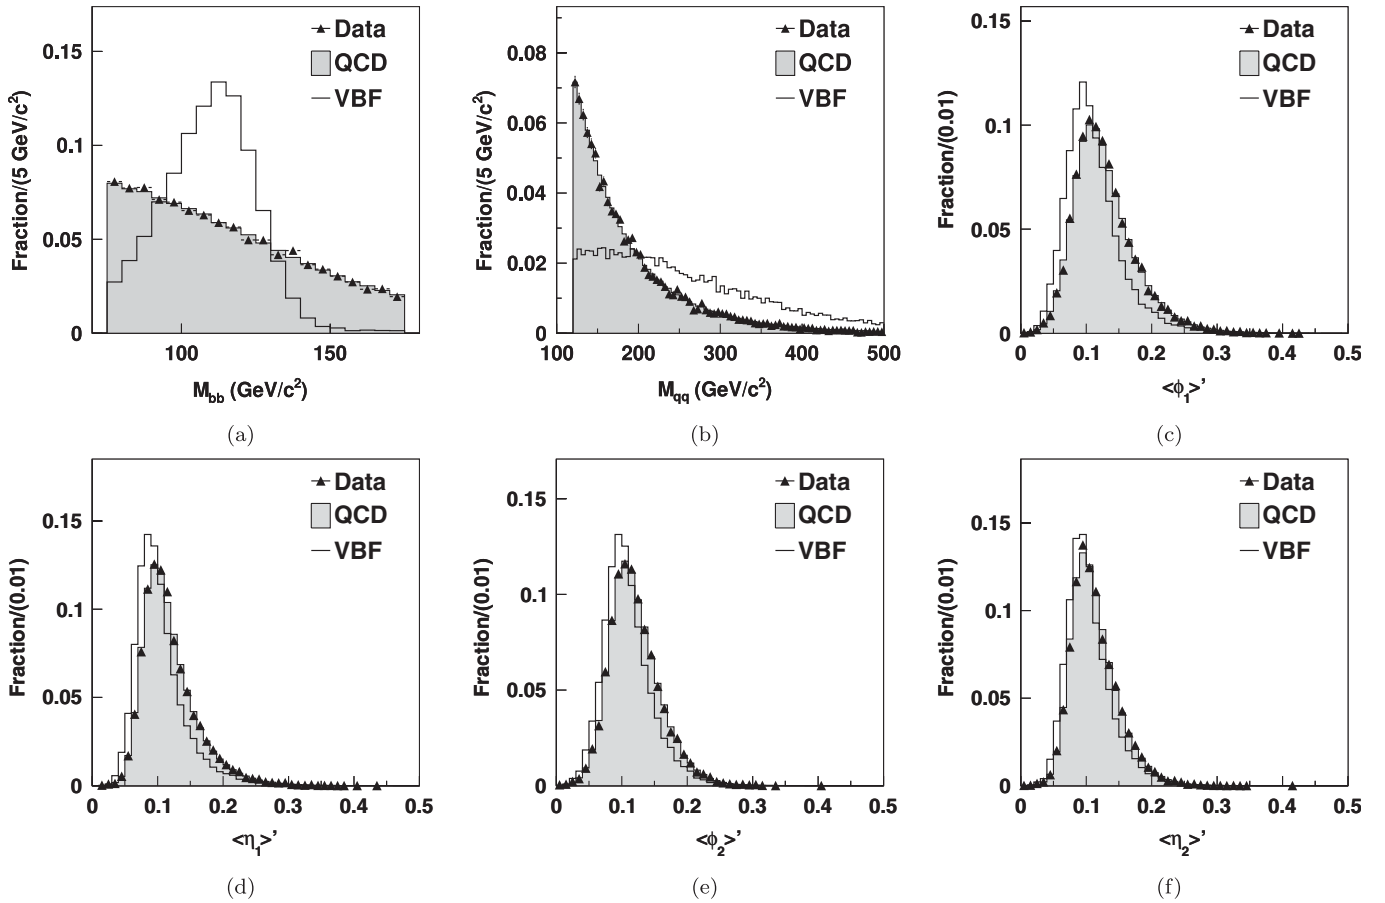 Fraction/(5 GeV/c²)
0.15
0.1
0.05
0
Data
QCD
VBF
100 150
M_bb (GeV/c²)
(a)
Fraction/(5 GeV/c²)
0.08
0.06
0.04
0.02
0
Data
QCD
VBF
100 200 300 400 500
M_qq (GeV/c²)
(b)
Fraction/(0.01)
0.15
0.1
0.05
0
Data
QCD
VBF
0 0.1 0.2 0.3 0.4 0.5
<ϕ₁>'
(c)
Fraction/(0.01)
0.15
0.1
0.05
0
Data
QCD
VBF
0 0.1 0.2 0.3 0.4 0.5
<η₁>'
(d)
Fraction/(0.01)
0.15
0.1
0.05
0
Data
QCD
VBF
0 0.1 0.2 0.3 0.4 0.5
<ϕ₂>'
(e)
Fraction/(0.01)
0.15
0.1
0.05
0
Data
QCD
VBF
0 0.1 0.2 0.3 0.4 0.5
<η₂>'
(f)